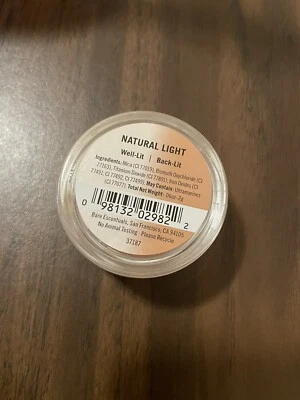 NATURAL LIGHT
Well-Lit | Back-Lit
Ingredients: Mica (CI 77019), Bismuth Oxychloride (CI
77163), Titanium Dioxide (CI 77891), Iron Oxides (CI
77491, CI 77492, CI 77499). May Contain: Ultramarines
(CI 77007). Total Net Weight:
0 98132 02982 2
Bare Escentuals, San Francisco, CA 94105
No Animal Testing Please Recycle
37187